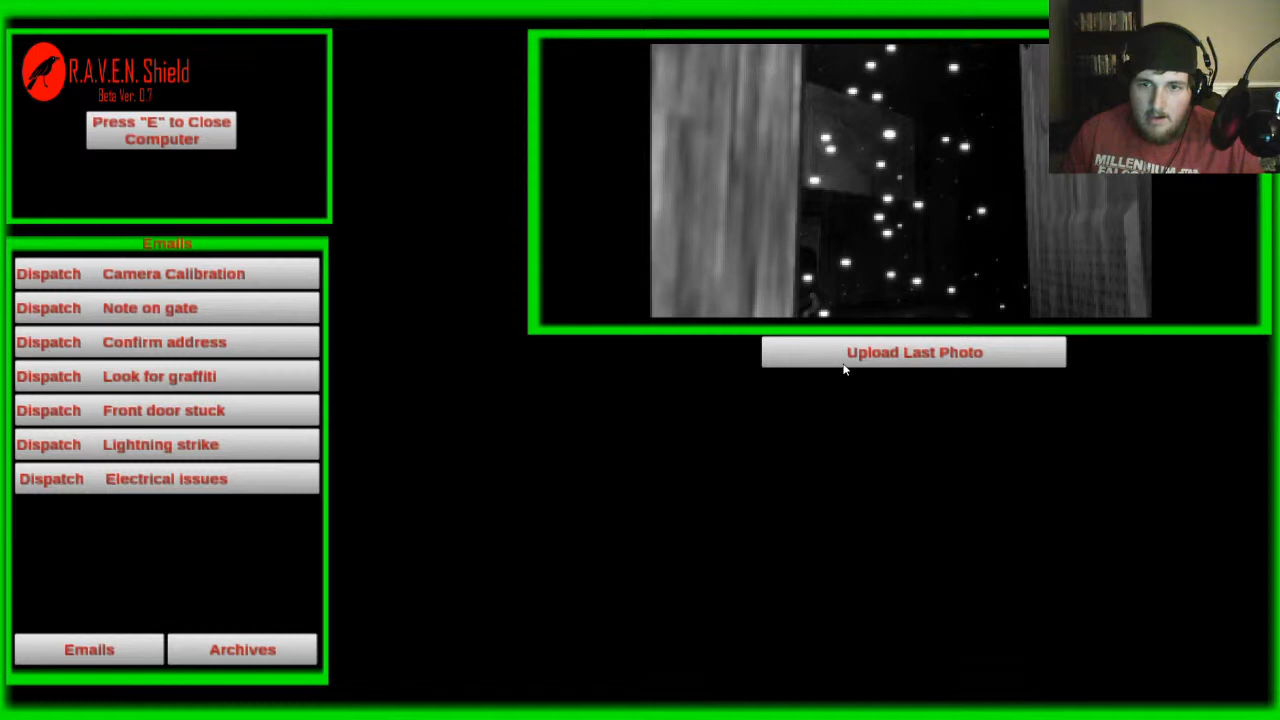 R.A.V.E.N. Shield
Beta Ver. 0.7
Press "E" to Close
Computer
Emails
Dispatch Camera Calibration
Dispatch Note on gate
Dispatch Confirm address
Dispatch Look for graffiti
Dispatch Front door stuck
Dispatch Lightning strike
Dispatch Electrical issues
Emails Archives
Upload Last Photo
MILLENNIUM
FALCON